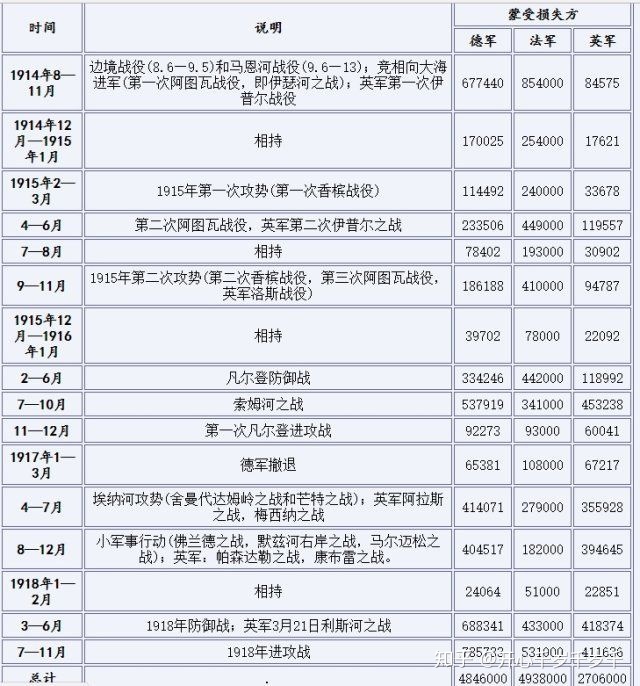 时间 说明 蒙受损失方
德军 法军 英军
1914年8—11月 边境战役(8.6—9.5)和马恩河战役(9.6—13)；竞相向大海进军(第一次阿图瓦战役，即伊瑟河之战)；英军第一次伊普尔战役 677440 854000 84575
1914年12月—1915年1月 相持 170025 254000 17621
1915年2—3月 1915年第一次攻势(第一次香槟战役) 114492 240000 33678
4—6月 第二次阿图瓦战役，英军第二次伊普尔之战 233506 449000 119557
7—8月 相持 78402 193000 30902
9—11月 1915年第二次攻势(第二次香槟战役，第三次阿图瓦战役，英军洛斯战役) 186188 410000 94787
1915年12月—1916年1月 相持 39702 78000 22092
2—6月 凡尔登防御战 334246 442000 118992
7—10月 索姆河之战 537919 341000 453238
11—12月 第一次凡尔登进攻战 92273 93000 60041
1917年1—3月 德军撤退 65381 108000 67217
4—7月 埃纳河攻势(舍曼代达姆岭之战和芒特之战)；英军阿拉斯之战，梅西纳之战 414071 279000 355928
8—12月 小军事行动(佛兰德之战，默兹河右岸之战，马尔迈松之战)；英军：帕森达勒之战，康布雷之战。 404517 182000 394645
1918年1—2月 相持 24064 51000 22851
3—6月 1918年防御战；英军3月21日利斯河之战 688341 433000 418374
7—11月 1918年进攻战 785733 531000 411636
总计 . 4846000 4938000 2706000
知乎 @开心羊岁羊岁羊